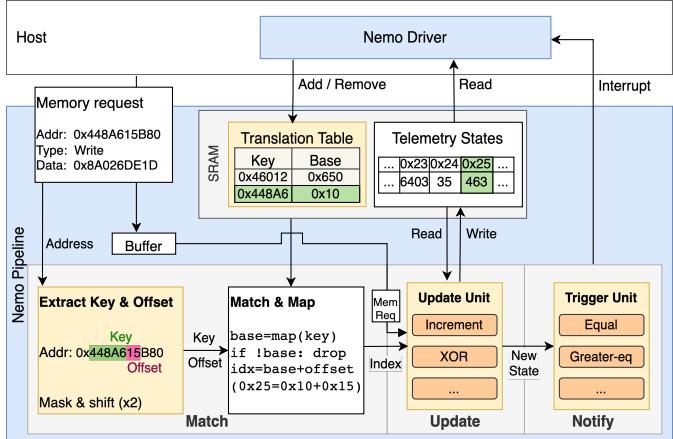 Host
Nemo Driver
Add / Remove
Read
Interrupt
Memory request
Addr: 0x448A615B80
Type: Write
Data: 0x8A026DE1D
SRAM
Translation Table
Key Base
0x46012 0x650
0x448A6 0x10
Telemetry States
... 0x23 0x24 0x25 ...
... 6403 35 463 ...
Address
Buffer
Read
Write
Nemo Pipeline
Extract Key & Offset
Key
Addr: 0x448A615B80
Offset
Mask & shift (x2)
Key
Offset
Match & Map
base=map(key)
if !base: drop
idx=base+offset
(0x25=0x10+0x15)
Mem
Req
Index
Update Unit
Increment
XOR
...
New
State
Trigger Unit
Equal
Greater-eq
...
Match
Update
Notify